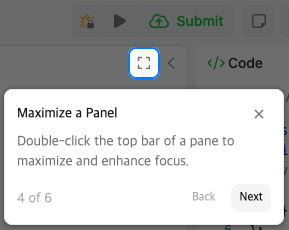 Submit
</> Code
Maximize a Panel
Double-click the top bar of a pane to
maximize and enhance focus.
4 of 6
Back
Next